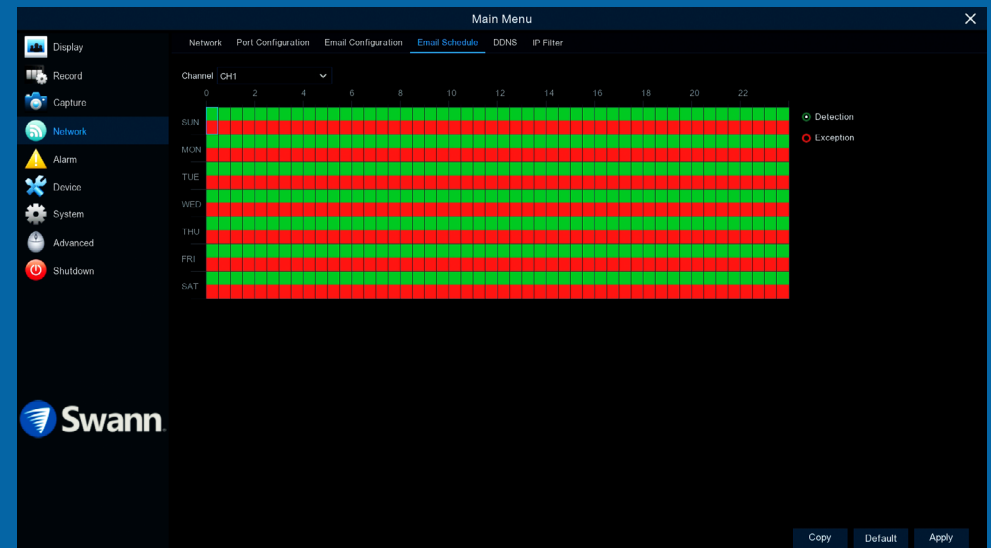 Main Menu
Display
Record
Capture
Network
Alarm
Device
System
Advanced
Shutdown
Swann
Network Port Configuration Email Configuration Email Schedule DDNS IP Filter
Channel CH1
0 2 4 6 8 10 12 14 16 18 20 22
SUN
MON
TUE
WED
THU
FRI
SAT
Detection
Exception
Copy Default Apply